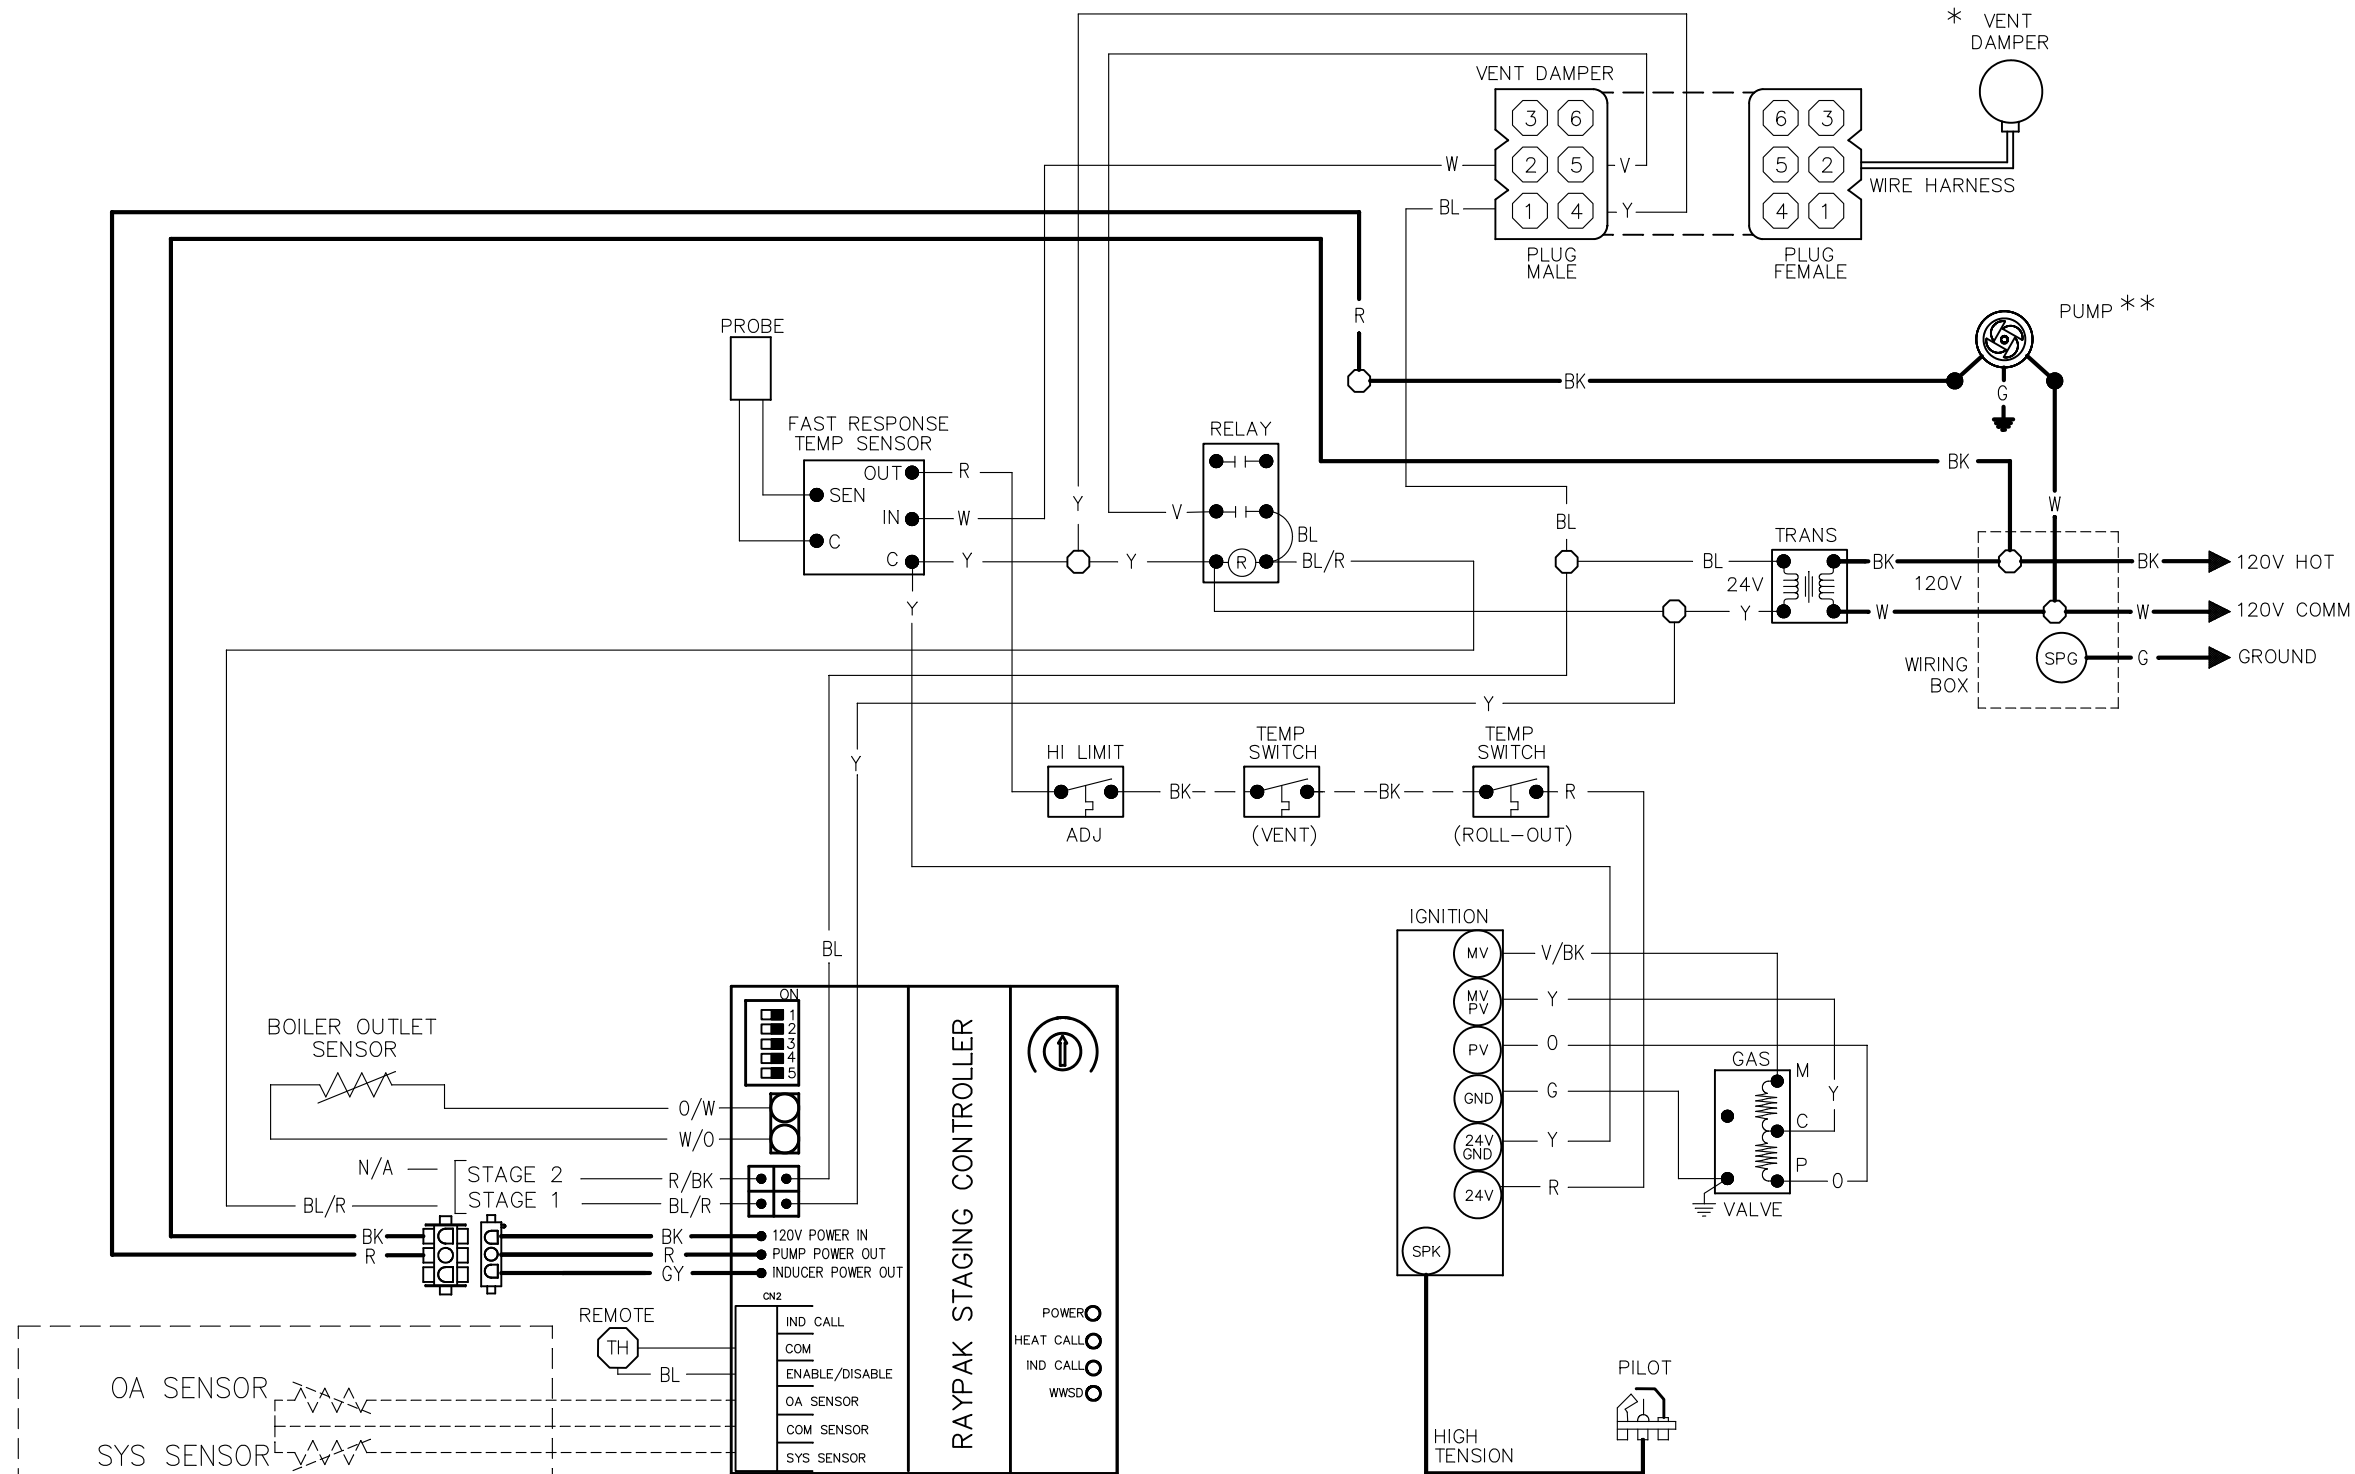 * VENT
DAMPER
VENT DAMPER
3 6
6 3
W
2 5
V
5 2
WIRE HARNESS
BL
1 4
Y
4 1
PLUG
MALE
PLUG
FEMALE
PUMP **
R
PROBE
BK
G
FAST RESPONSE
TEMP SENSOR
RELAY
OUT
R
BK
SEN
Y
W
IN
W
V
BL
BL
TRANS
C
C
Y
Y
R
BL/R
BL
24V
BK
120V
BK
120V HOT
Y
Y
W
W
120V COMM
WIRING
BOX
SPG
G
GROUND
Y
Y
HI LIMIT
TEMP
SWITCH
TEMP
SWITCH
BK
BK
R
ADJ
(VENT)
(ROLL-OUT)
IGNITION
BL
MV
V/BK
ON
1
2
3
4
5
MV
PV
Y
BOILER OUTLET
SENSOR
PV
O
GAS
M
Y
GND
G
C
O/W
W/O
24V
GND
Y
P
N/A
STAGE 2
R/BK
24V
R
O
BL/R
STAGE 1
BL/R
VALVE
BK
BK
120V POWER IN
R
R
PUMP POWER OUT
GY
INDUCER POWER OUT
SPK
CN2
RAYPAK STAGING CONTROLLER
REMOTE
TH
IND CALL
COM
BL
ENABLE/DISABLE
OA SENSOR
COM SENSOR
SYS SENSOR
POWER
HEAT CALL
IND CALL
WWSD
OA SENSOR
SYS SENSOR
PILOT
HIGH
TENSION